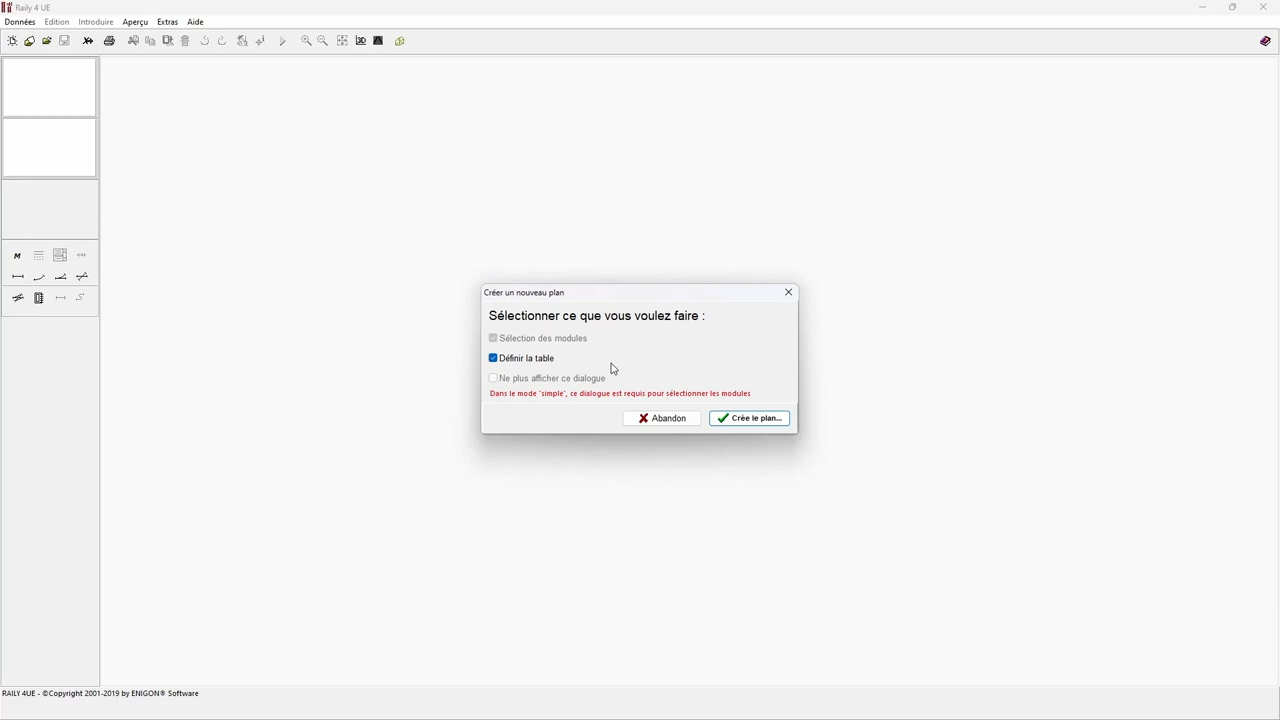 Raily 4 UE
Données Edition Introduire Aperçu Extras Aide
3D
M
Créer un nouveau plan
Sélectionner ce que vous voulez faire :
Sélection des modules
Définir la table
Ne plus afficher ce dialogue
Dans le mode "simple", ce dialogue est requis pour sélectionner les modules
Abandon Crèe le plan...
RAILY 4UE - ©Copyright 2001-2019 by ENIGON® Software